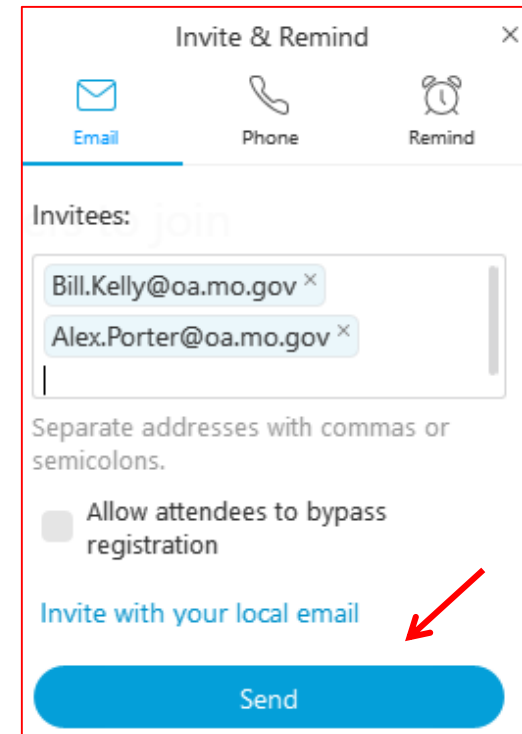 Invite & Remind ×
Email Phone Remind
Invitees:
Bill.Kelly@oa.mo.gov ×
Alex.Porter@oa.mo.gov ×
Separate addresses with commas or
semicolons.
Allow attendees to bypass
registration
Invite with your local email
Send